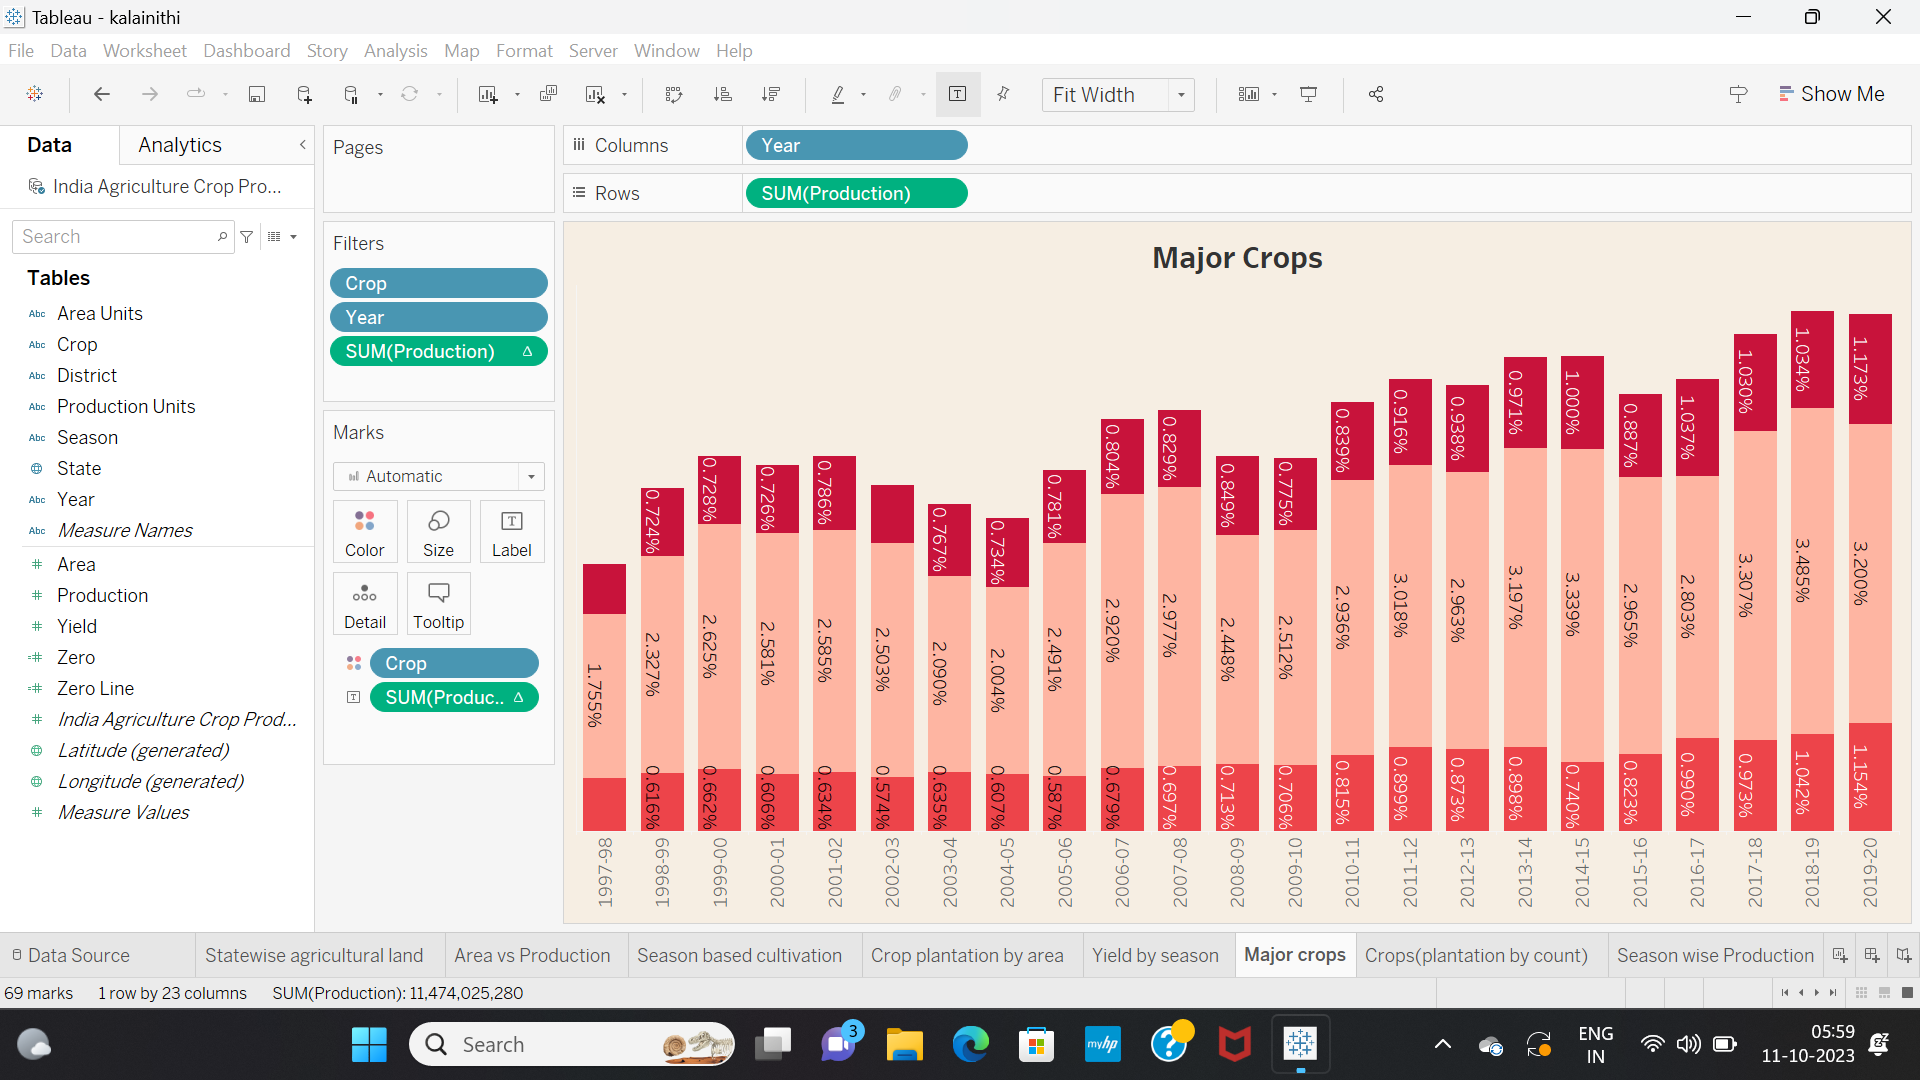 Tableau - kalainithi
File Data Worksheet Dashboard Story Analysis Map Format Server Window Help
Fit Width
Show Me
Data Analytics
India Agriculture Crop Pro...
Search
Tables
Abc Area Units
Abc Crop
Abc District
Abc Production Units
Abc Season
State
Abc Year
Abc Measure Names
# Area
# Production
# Yield
=# Zero
=# Zero Line
# India Agriculture Crop Prod...
Latitude (generated)
Longitude (generated)
# Measure Values
Pages
Filters
Crop
Year
SUM(Production) Δ
Marks
Automatic
Color Size Label
Detail Tooltip
Crop
SUM(Produc.. Δ
Columns Year
Rows SUM(Production)
Major Crops
1.755%
0.724% 2.327% 0.616%
0.728% 2.625% 0.662%
0.726% 2.581% 0.606%
0.786% 2.585% 0.634%
2.503% 0.574%
0.767% 2.090% 0.635%
0.734% 2.004% 0.607%
0.781% 2.491% 0.587%
0.804% 2.920% 0.679%
0.829% 2.977% 0.697%
0.849% 2.448% 0.713%
0.775% 2.512% 0.706%
0.839% 2.936% 0.815%
0.916% 3.018% 0.899%
0.938% 2.963% 0.873%
0.971% 3.197% 0.898%
1.000% 3.339% 0.740%
0.887% 2.965% 0.823%
1.037% 2.803% 0.990%
1.030% 3.307% 0.973%
1.034% 3.485% 1.042%
1.173% 3.200% 1.154%
1997-98 1998-99 1999-00 2000-01 2001-02 2002-03 2003-04 2004-05 2005-06 2006-07 2007-08 2008-09 2009-10 2010-11 2011-12 2012-13 2013-14 2014-15 2015-16 2016-17 2017-18 2018-19 2019-20
Data Source Statewise agricultural land Area vs Production Season based cultivation Crop plantation by area Yield by season Major crops Crops(plantation by count) Season wise Production
69 marks 1 row by 23 columns SUM(Production): 11,474,025,280
Search
3
myhp
ENG
IN
05:59
11-10-2023